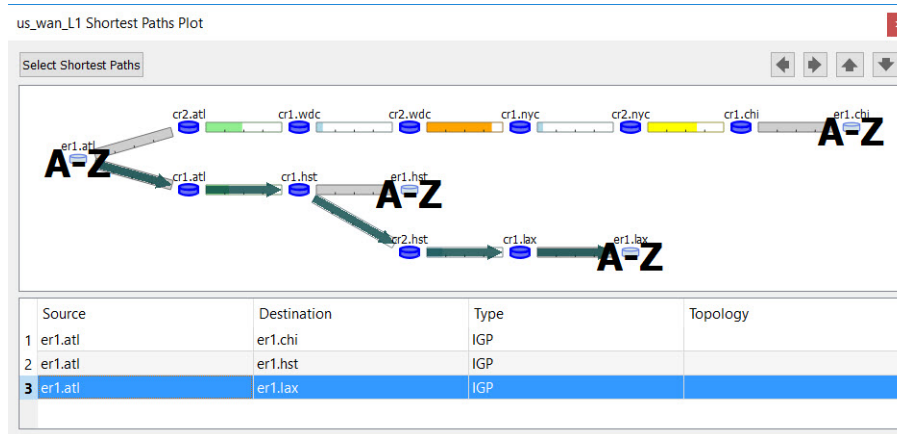 us_wan_L1 Shortest Paths Plot
Select Shortest Paths
cr2.atl cr1.wdc cr2.wdc cr1.nyc cr2.nyc cr1.chi er1.chi
A-Z
er1.atl
A-Z
cr1.atl cr1.hst er1.hst
A-Z
cr2.hst cr1.lax er1.lax
A-Z
Source Destination Type Topology
1 er1.atl er1.chi IGP
2 er1.atl er1.hst IGP
3 er1.atl er1.lax IGP